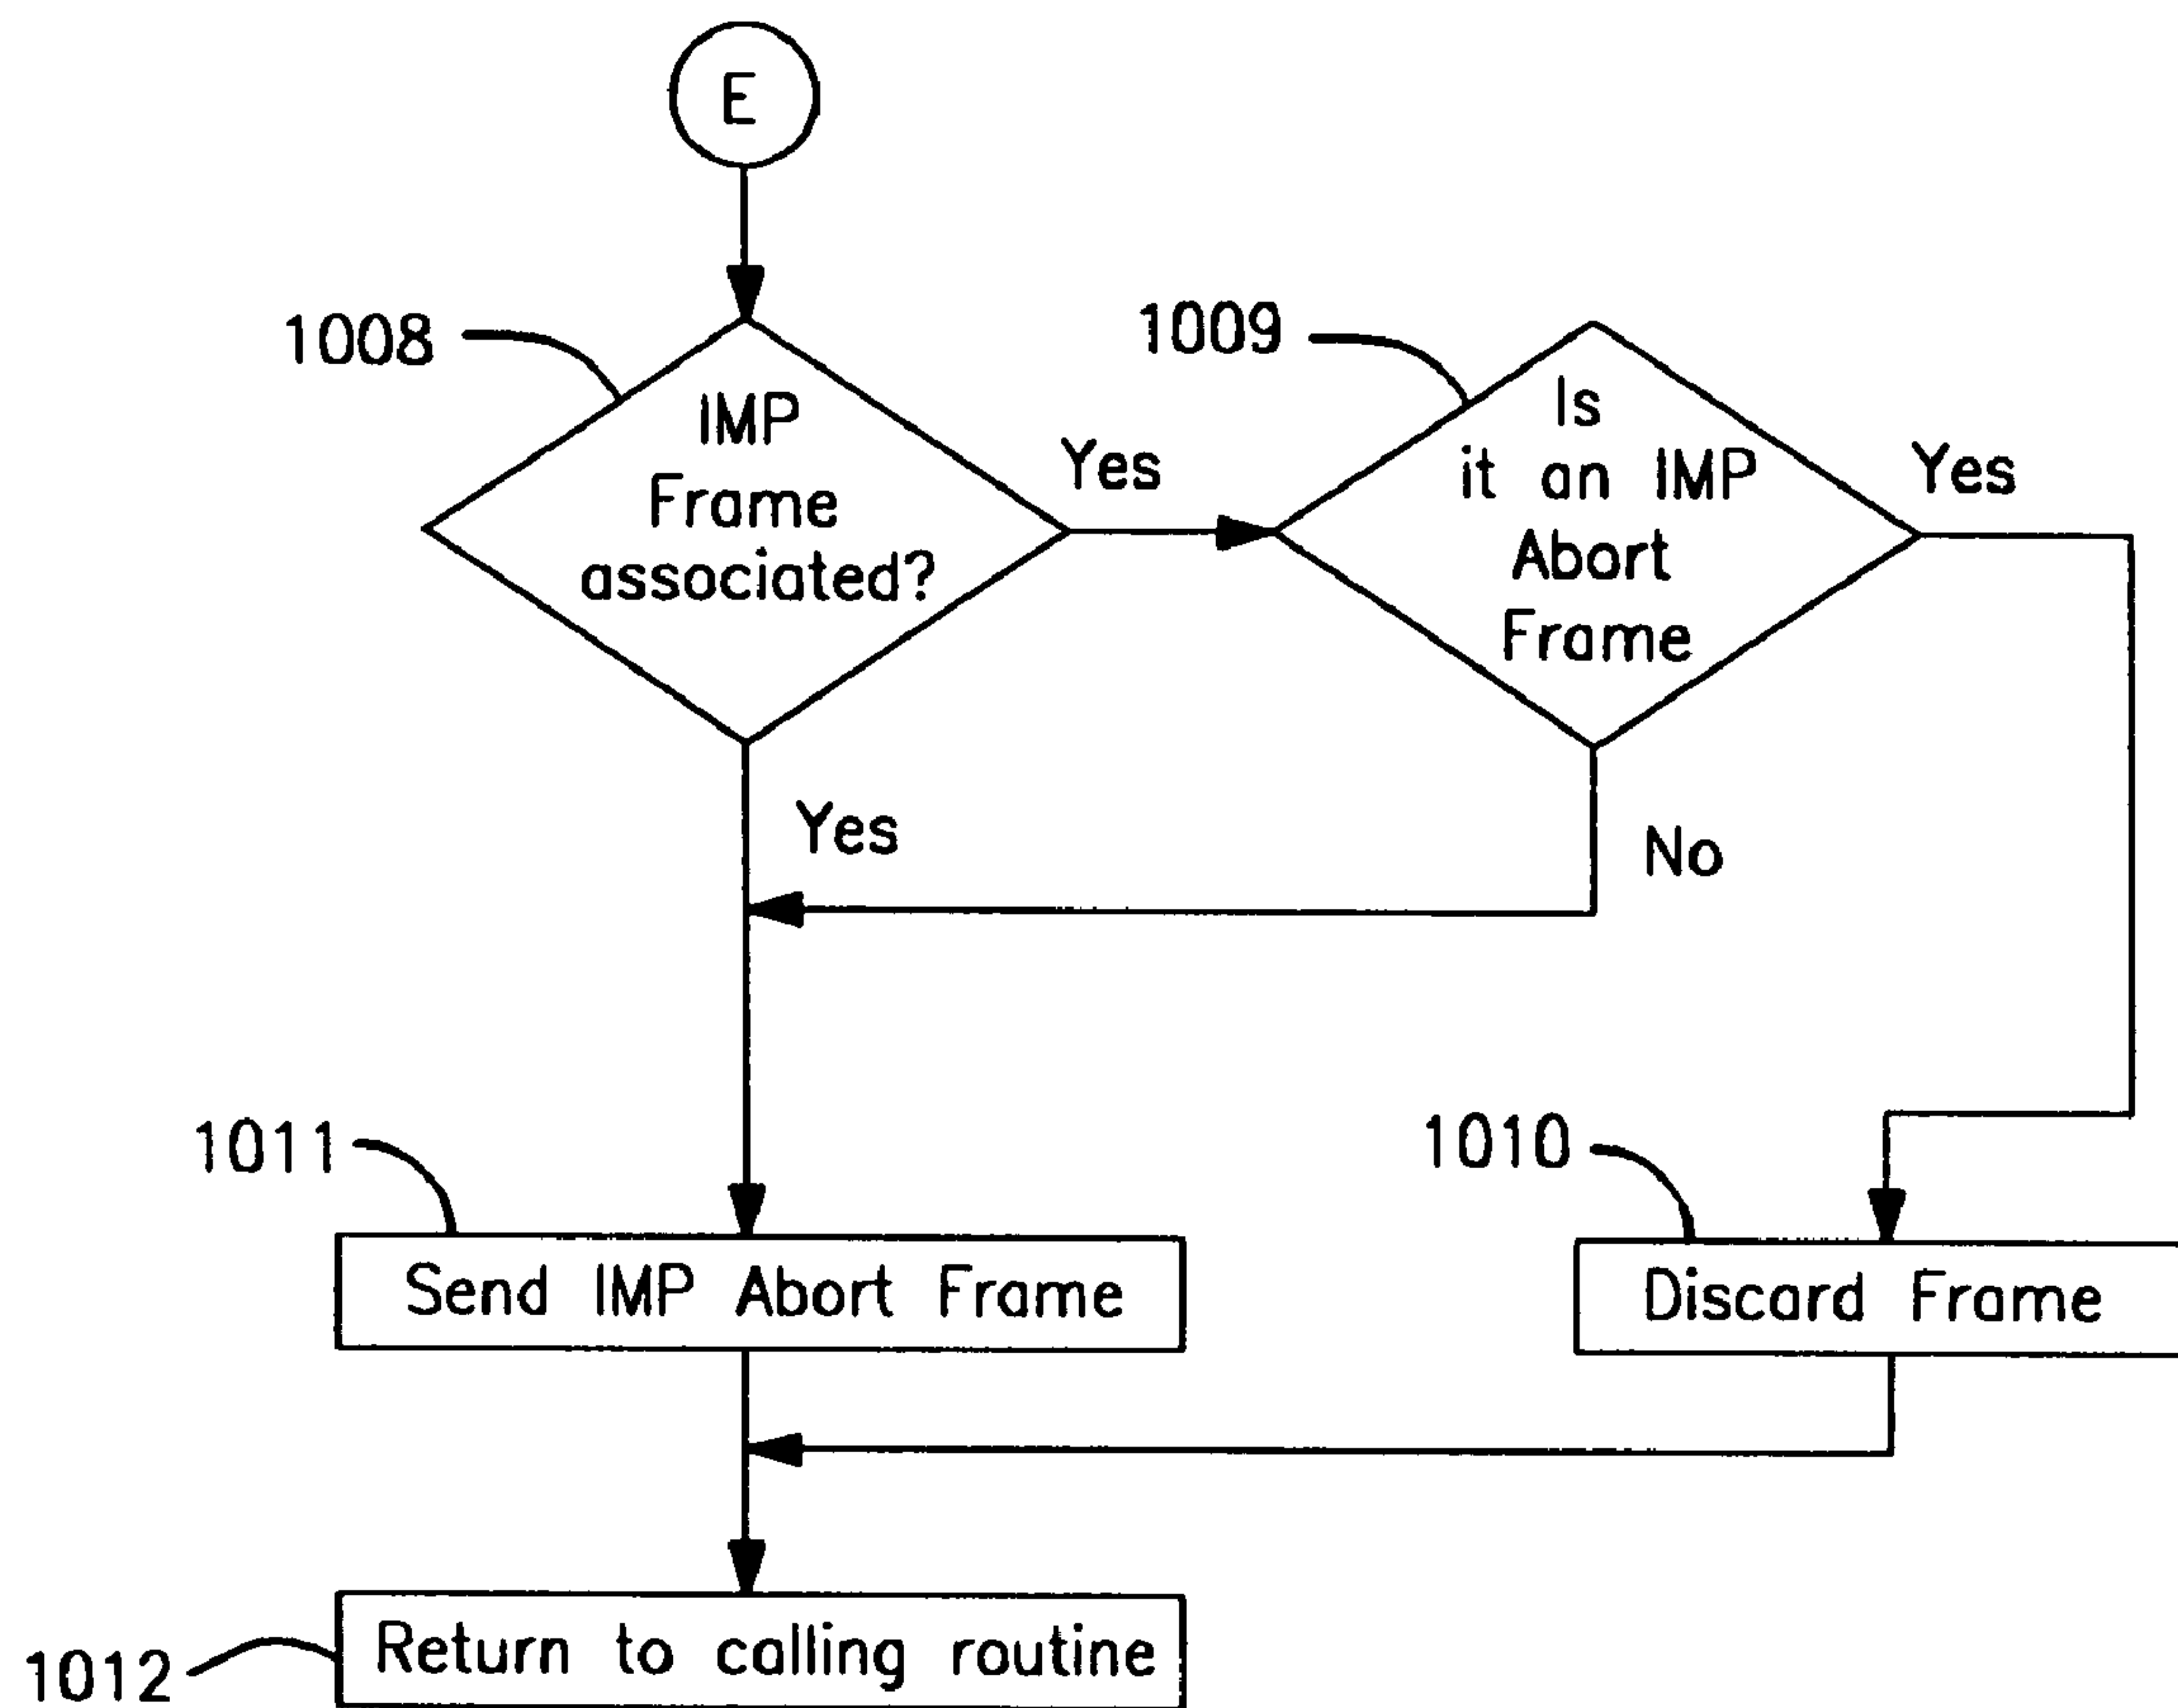 E
1008
IMP
Frame
associated?
Yes
1009
Is
it an IMP
Abort
Frame
Yes
Yes
No
1011
Send IMP Abort Frame
1010
Discard Frame
1012
Return to calling routine